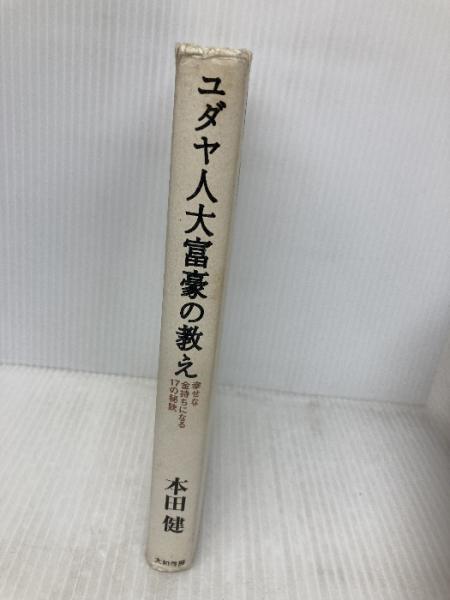 ユダヤ人大富豪の教え
幸せな
金持ちになる
17の秘訣
本田健
大和書房